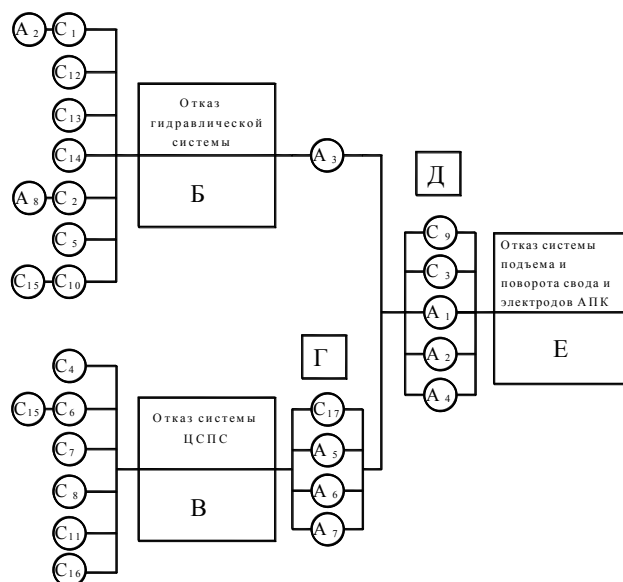 А 2 С 1
С 12
С 13
С 14
А 8 С 2
С 5
С 15 С 10
Отказ
гидравлической
системы
Б
А 3
С 4
С 15 С 6
С 7
С 8
С 11
С 16
Отказ системы
ЦСПС
В
Г
С 17
А 5
А 6
А 7
Д
С 9
С 3
А 1
А 2
А 4
Отказ системы
подъема и
поворота свода и
электродов АПК
Е